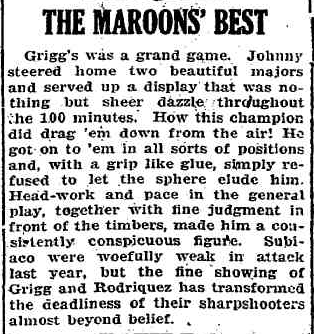 THE MAROONS' BEST
Grigg's was a grand game. Johnny
steered home two beautiful majors
and served up a display that was no-
thing but sheer dazzle throughout
the 100 minutes. How this champion
did drag 'em down from the air! He
got on to 'em in all sorts of positions
and, with a grip like glue, simply re-
fused to let the sphere elude him.
Head-work and pace in the general
play, together with fine judgment in
front of the timbers, made him a con-
sistently conspicuous figure. Subi-
aco were woefully weak in attack
last year, but the fine showing of
Grigg and Rodriquez has transformed
the deadliness of their sharpshooters
almost beyond belief.